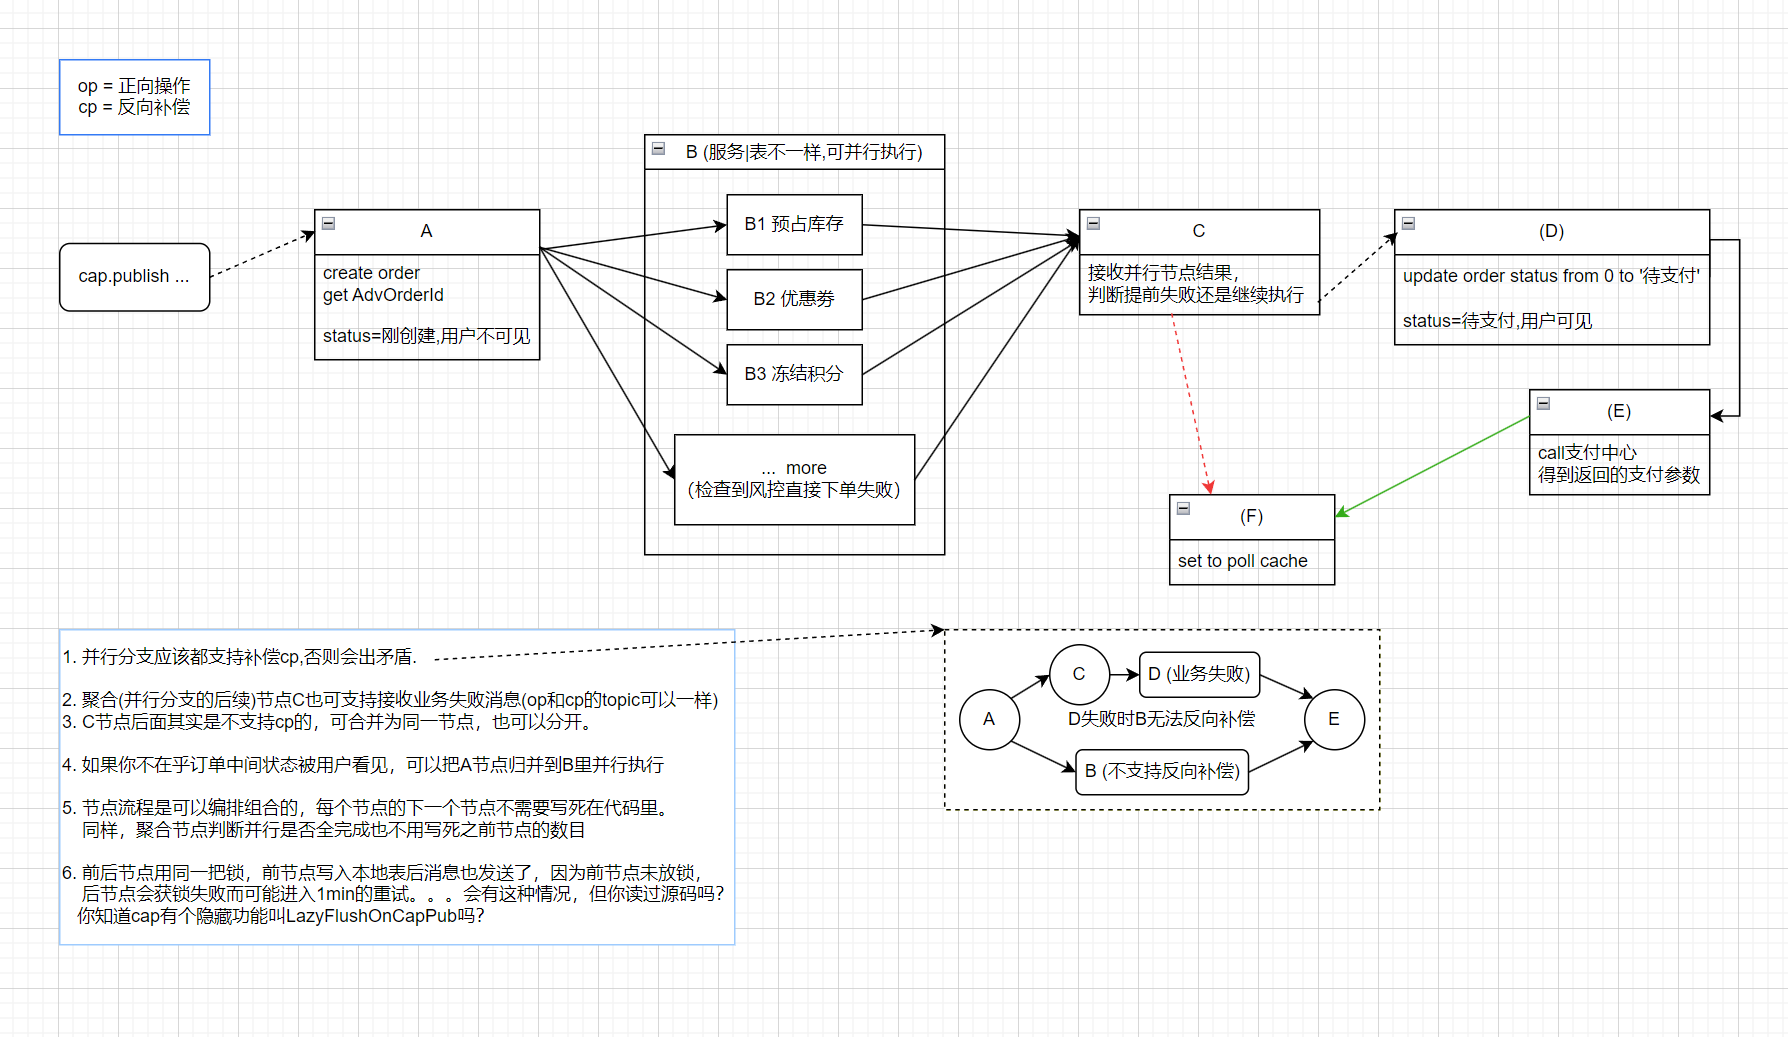 op = 正向操作
cp = 反向补偿
cap.publish ...
A
create order
get AdvOrderId
status=刚创建,用户不可见
B (服务|表不一样,可并行执行)
B1 预占库存
B2 优惠劵
B3 冻结积分
... more
（检查到风控直接下单失败）
C
接收并行节点结果，
判断提前失败还是继续执行
(D)
update order status from 0 to '待支付'
status=待支付,用户可见
(E)
call支付中心
得到返回的支付参数
(F)
set to poll cache
1. 并行分支应该都支持补偿cp,否则会出矛盾.
2. 聚合(并行分支的后续)节点C也可支持接收业务失败消息(op和cp的topic可以一样)
3. C节点后面其实是不支持cp的，可合并为同一节点，也可以分开。
4. 如果你不在乎订单中间状态被用户看见，可以把A节点归并到B里并行执行
5. 节点流程是可以编排组合的，每个节点的下一个节点不需要写死在代码里。
同样，聚合节点判断并行是否全完成也不用写死之前节点的数目
6. 前后节点用同一把锁，前节点写入本地表后消息也发送了，因为前节点未放锁，
后节点会获锁失败而可能进入1min的重试。。。会有这种情况，但你读过源码吗？
你知道cap有个隐藏功能叫LazyFlushOnCapPub吗？
A
C
D (业务失败)
D失败时B无法反向补偿
B (不支持反向补偿)
E